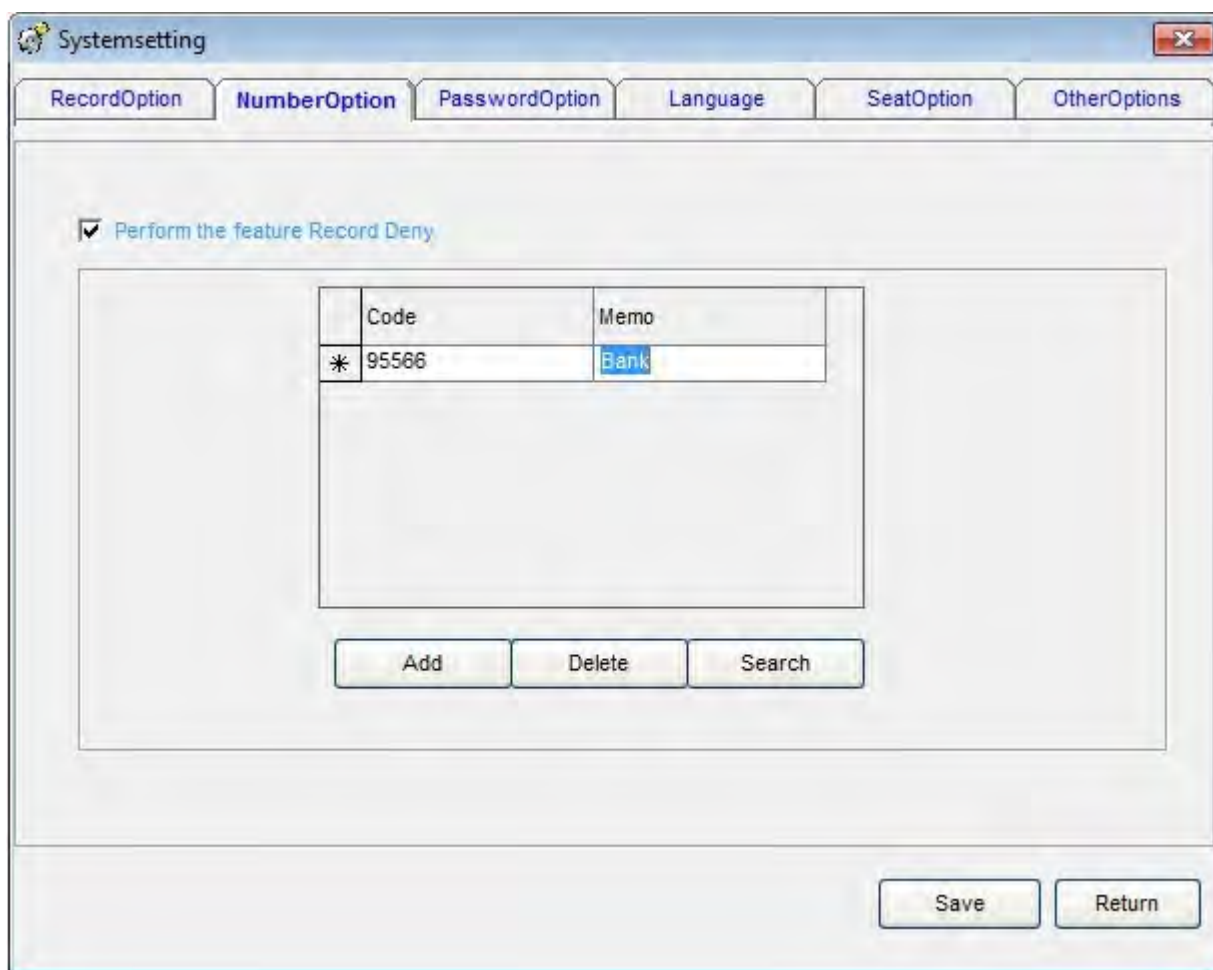 Systemsetting
RecordOption NumberOption PasswordOption Language SeatOption OtherOptions
Perform the feature Record Deny
Code Memo
95566 Bank
Add Delete Search
Save Return